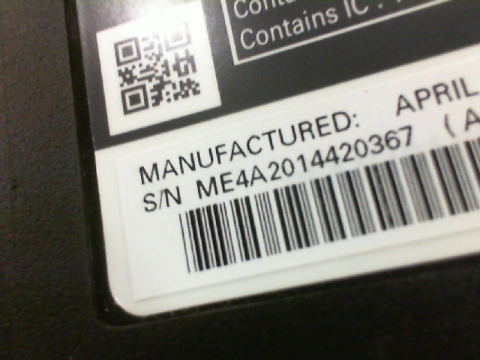 Contains IC :
MANUFACTURED: APRIL
S/N ME4A2014420367 (A